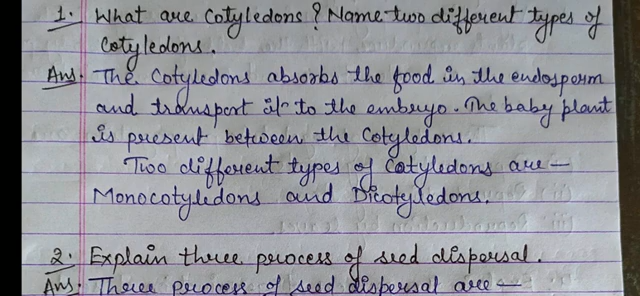 1. What are Cotyledons? Name two different types of
Cotyledons.
Ans. The Cotyledons absorbs the food in the endosperm
and transport it to the embryo. The baby plant
is present between the Cotyledons.
Two different types of Cotyledons are —
Monocotyledons and Dicotyledons.
2. Explain three process of seed dispersal.
Ans. Three process of seed dispersal are —